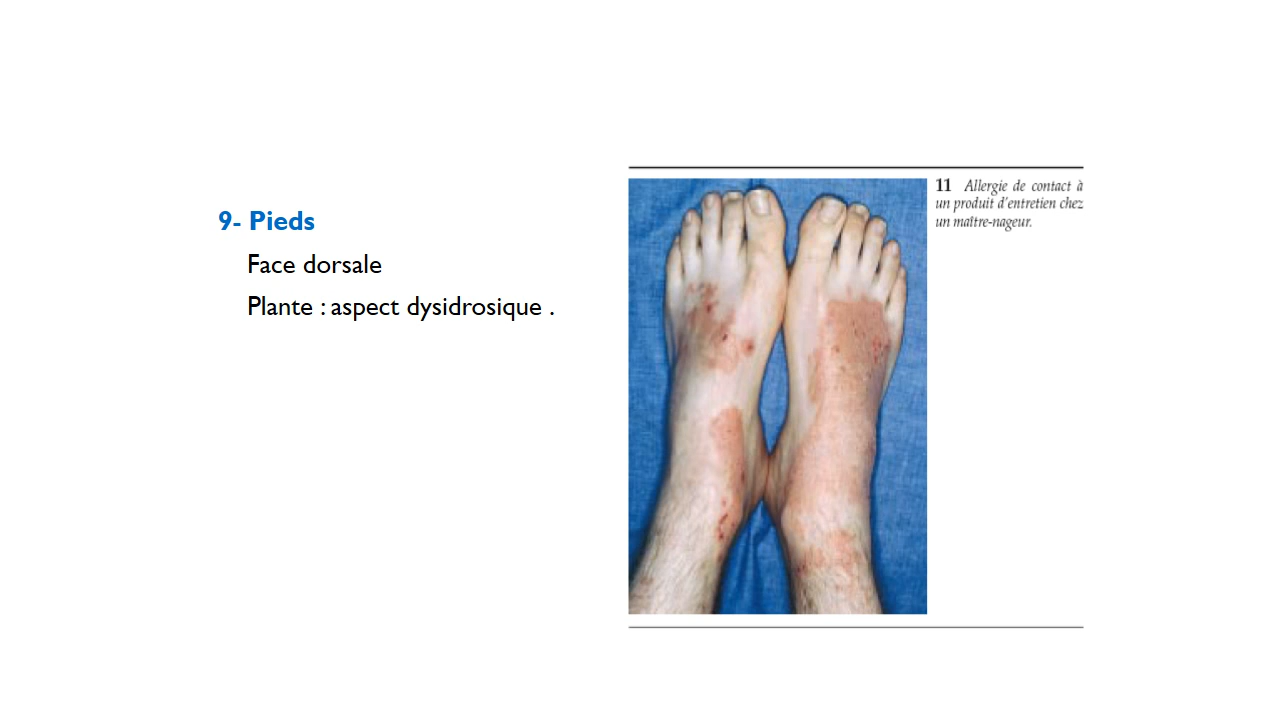 9- Pieds
Face dorsale
Plante : aspect dysidrosique .
11 Allergie de contact à
un produit d'entretien chez
un maître-nageur.